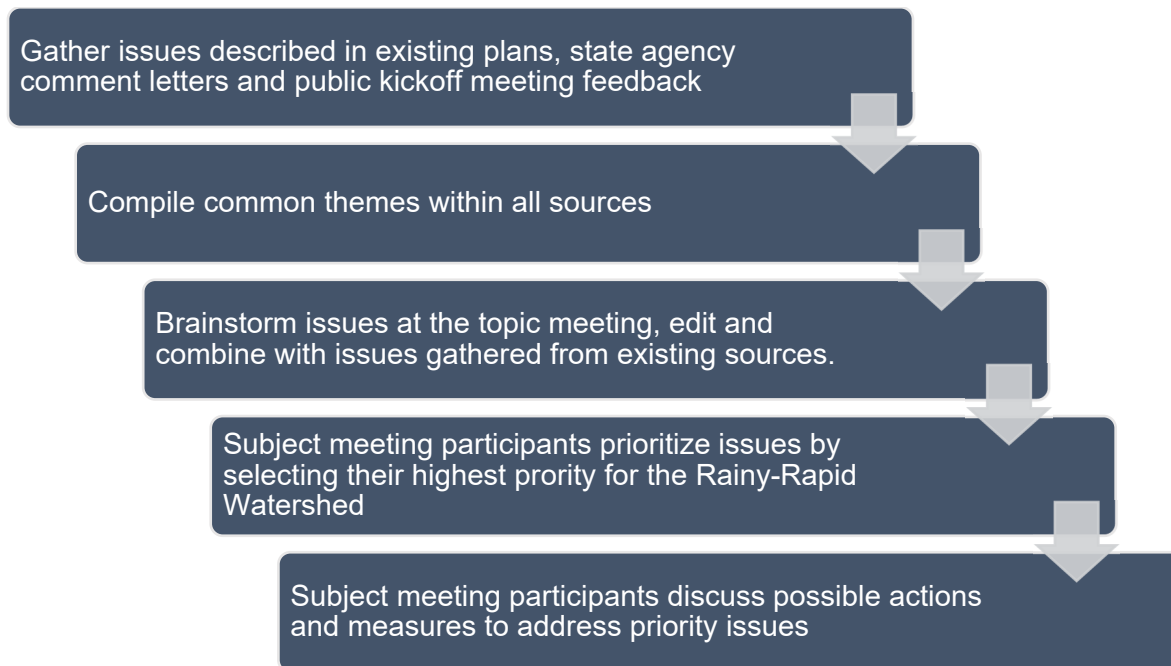 Gather issues described in existing plans, state agency
comment letters and public kickoff meeting feedback
Compile common themes within all sources
Brainstorm issues at the topic meeting, edit and
combine with issues gathered from existing sources.
Subject meeting participants prioritize issues by
selecting their highest prority for the Rainy-Rapid
Watershed
Subject meeting participants discuss possible actions
and measures to address priority issues